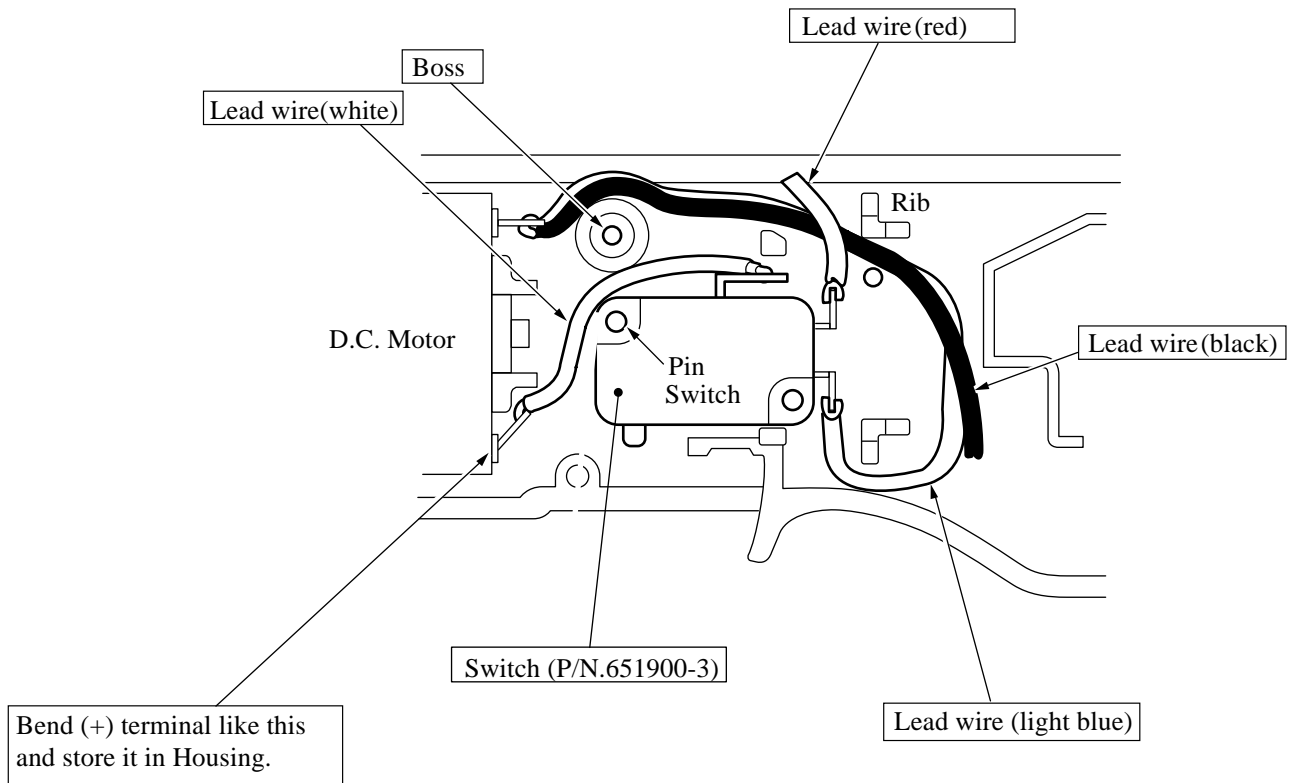 Lead wire (red)
Boss
Lead wire(white)
Rib
D.C. Motor
Lead wire (black)
Pin
Switch
Switch (P/N.651900-3)
Lead wire (light blue)
Bend (+) terminal like this
and store it in Housing.